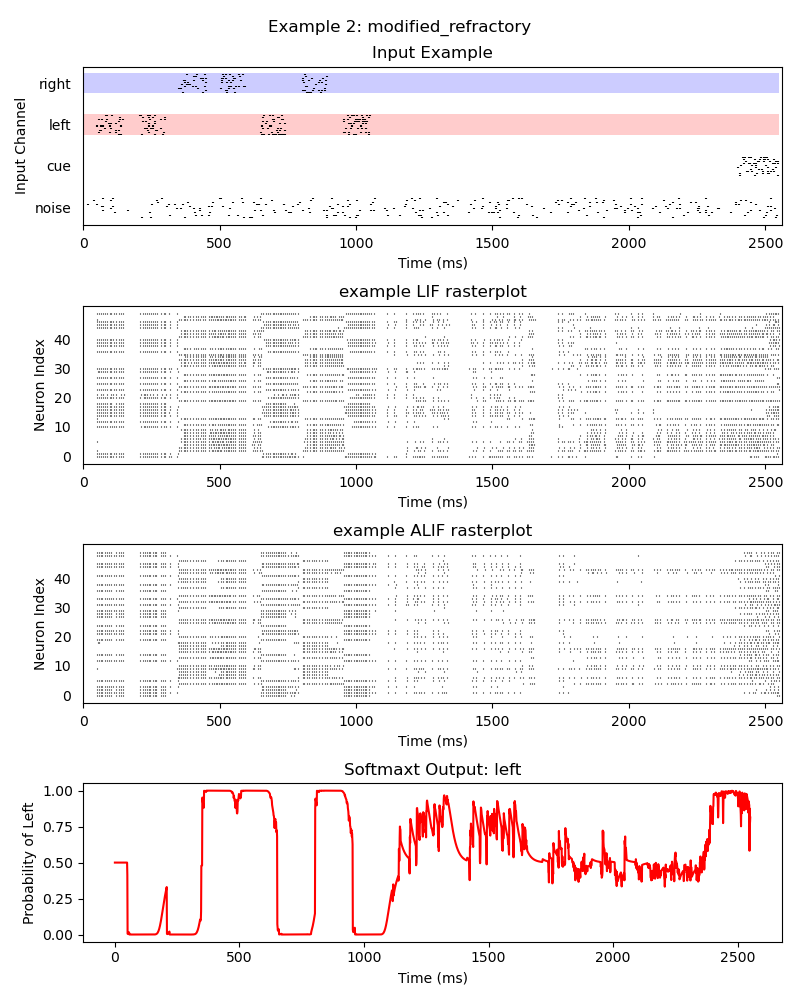 Example 2: modified_refractory
Input Example
Input Channel
right
left
cue
noise
0 500 1000 1500 2000 2500
Time (ms)
example LIF rasterplot
Neuron Index
40
30
20
10
0
0 500 1000 1500 2000 2500
Time (ms)
example ALIF rasterplot
Neuron Index
40
30
20
10
0
0 500 1000 1500 2000 2500
Time (ms)
Softmaxt Output: left
Probability of Left
1.00
0.75
0.50
0.25
0.00
0 500 1000 1500 2000 2500
Time (ms)